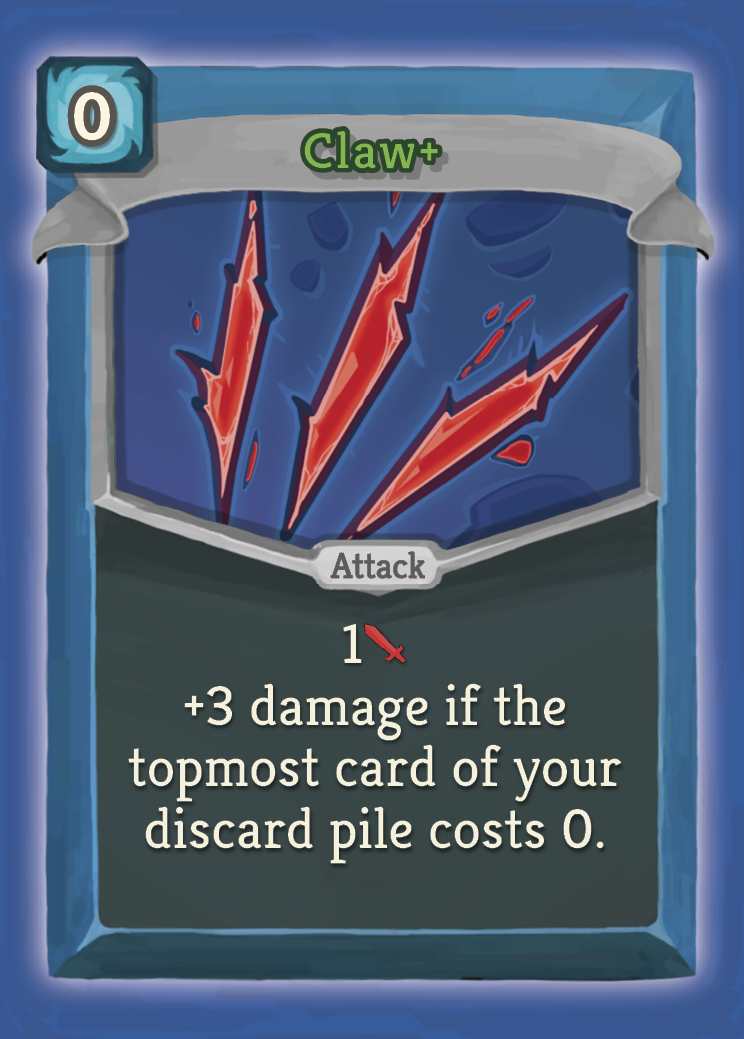 0
Claw+
Attack
1
+3 damage if the
topmost card of your
discard pile costs 0.